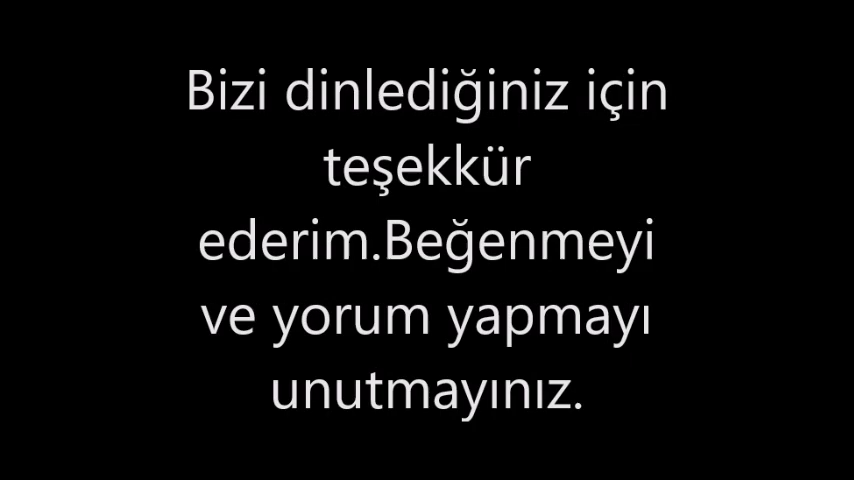 Bizi dinlediğiniz için
teşekkür
ederim.Beğenmeyi
ve yorum yapmayı
unutmayınız.